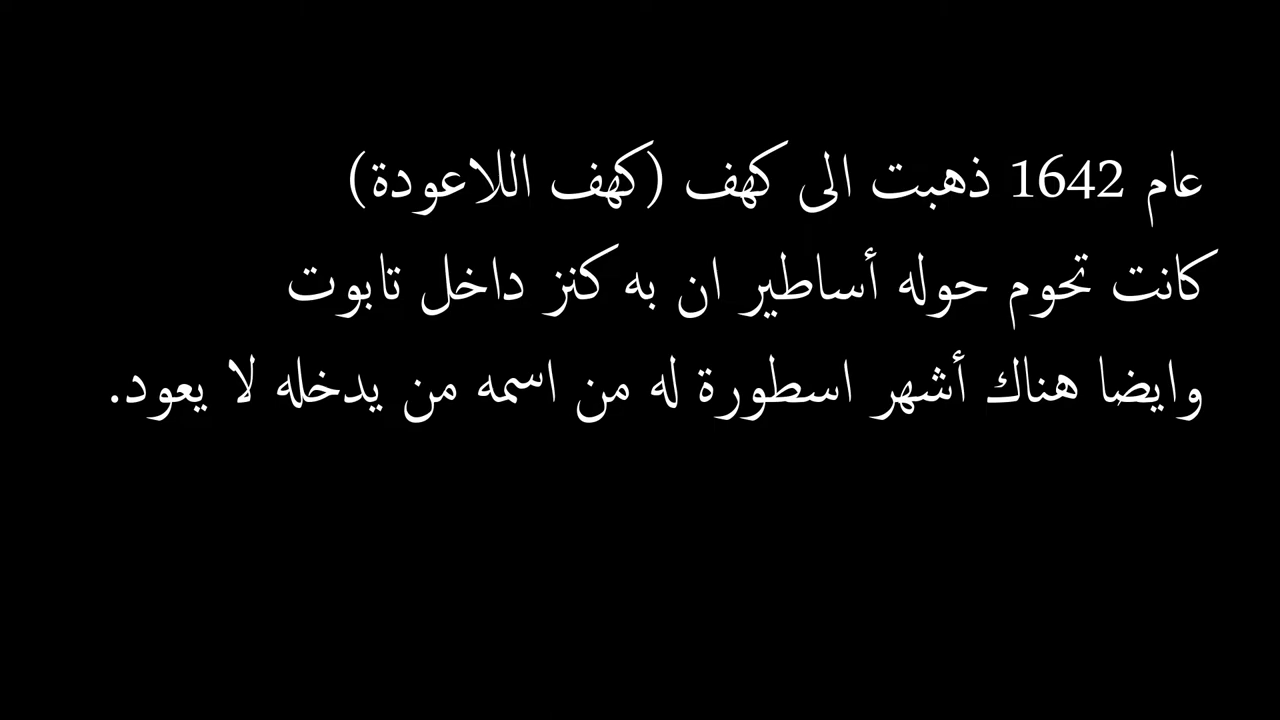 عام 1642 ذهبت الى كهف (كهف اللاعودة)
كانت تحوم حوله أساطير ان به كنز داخل تابوت
وايضا هناك أشهر اسطورة له من اسمه من يدخله لا يعود.